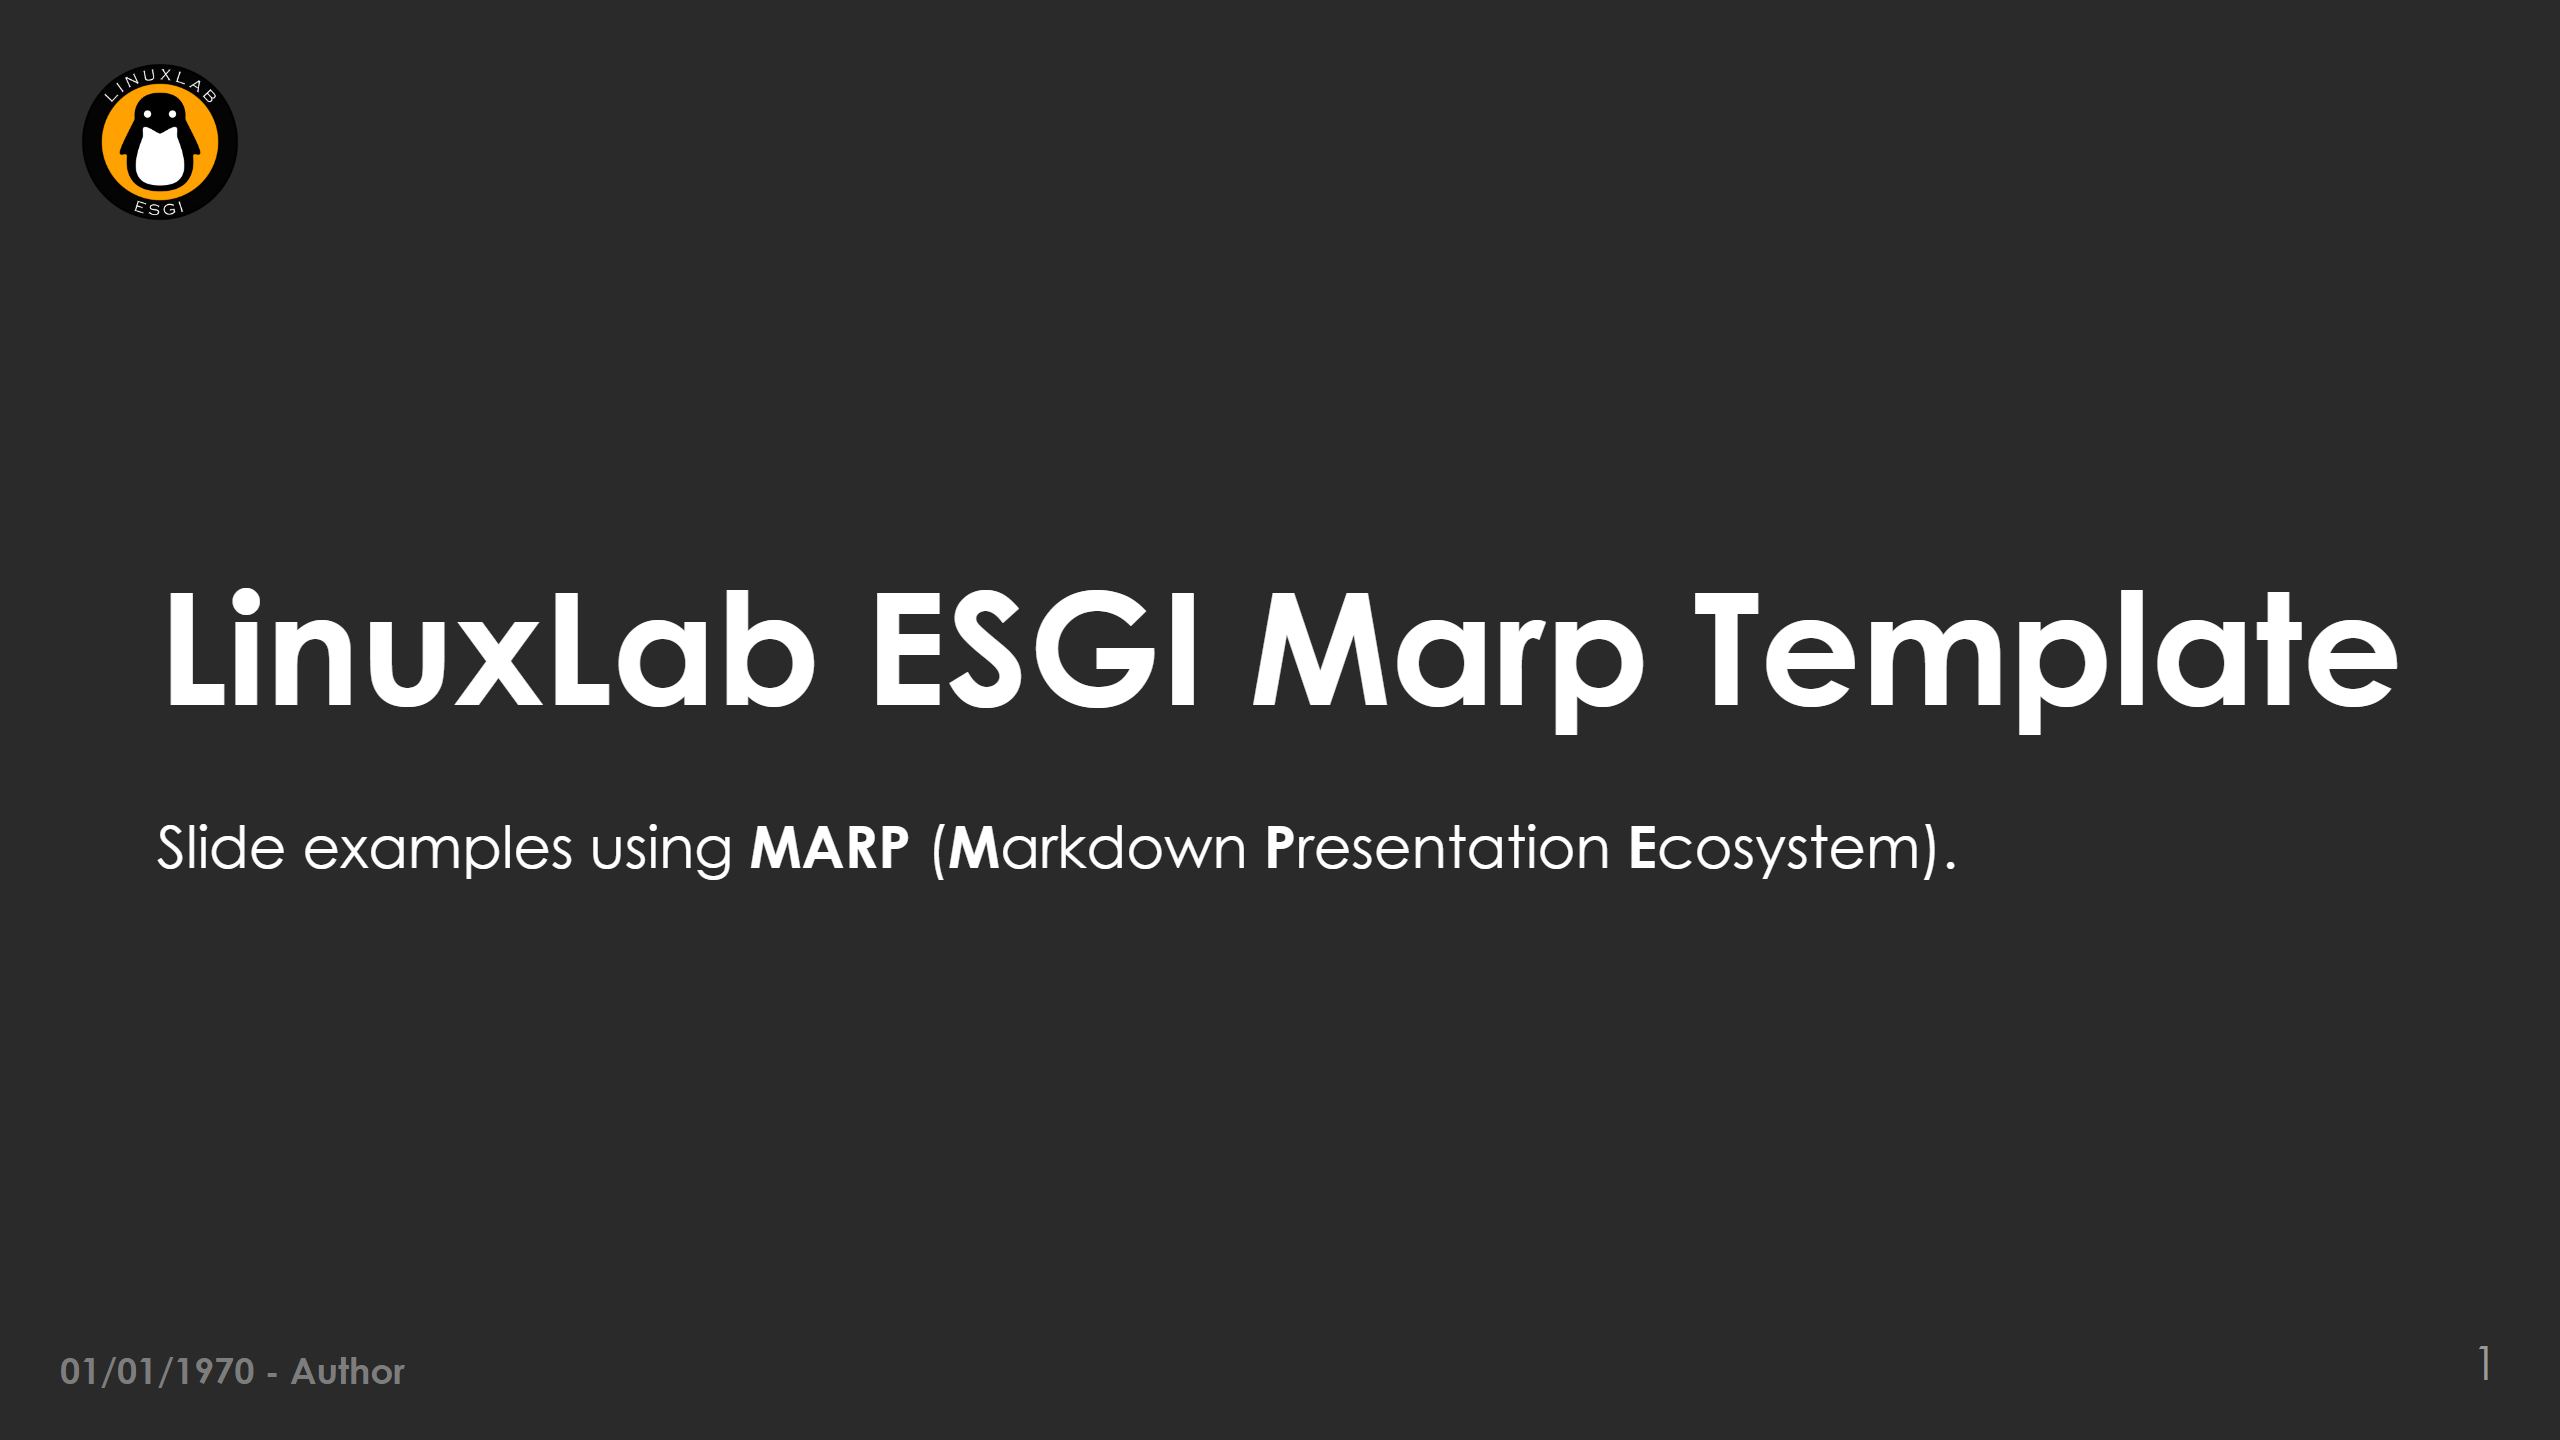 LINUXLAB
ESGI
LinuxLab ESGI Marp Template
Slide examples using MARP (Markdown Presentation Ecosystem).
01/01/1970 - Author
1